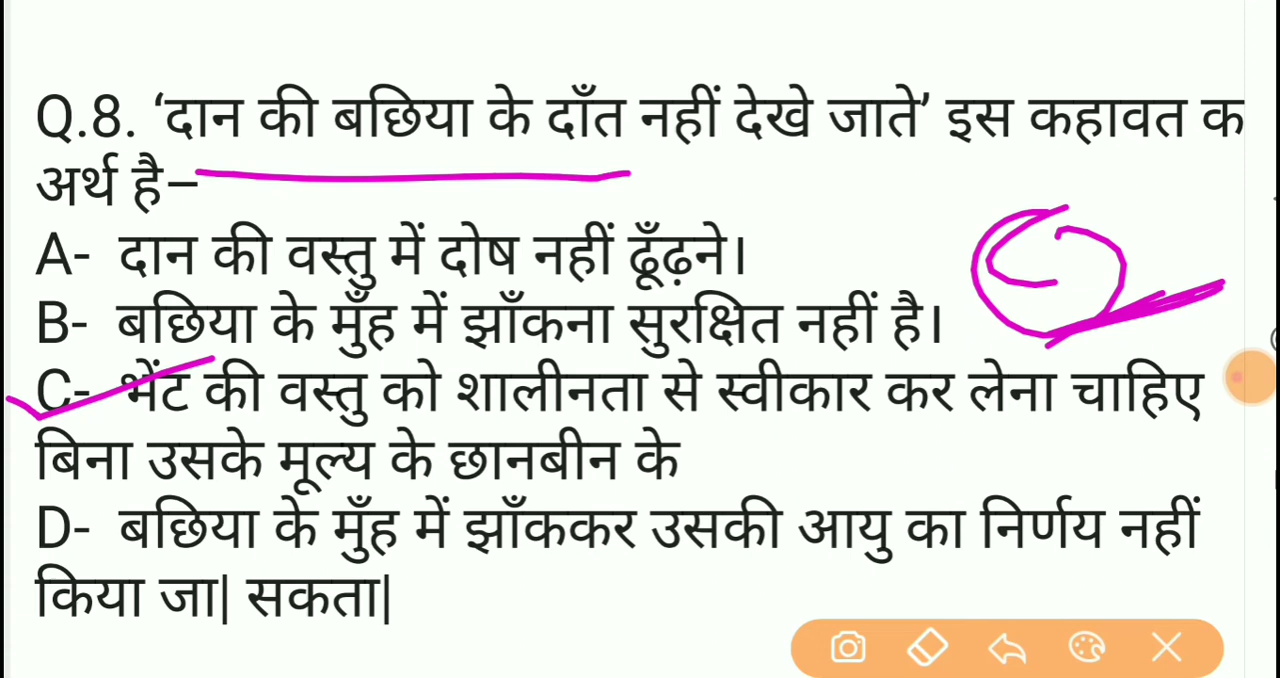 Q.8. ‘दान की बछिया के दाँत नहीं देखे जाते’ इस कहावत क
अर्थ है–
A- दान की वस्तु में दोष नहीं ढूँढ़ने।
B- बछिया के मुँह में झाँकना सुरक्षित नहीं है।
C- भेंट की वस्तु को शालीनता से स्वीकार कर लेना चाहिए
बिना उसके मूल्य के छानबीन के
D- बछिया के मुँह में झाँककर उसकी आयु का निर्णय नहीं
किया जा| सकता|